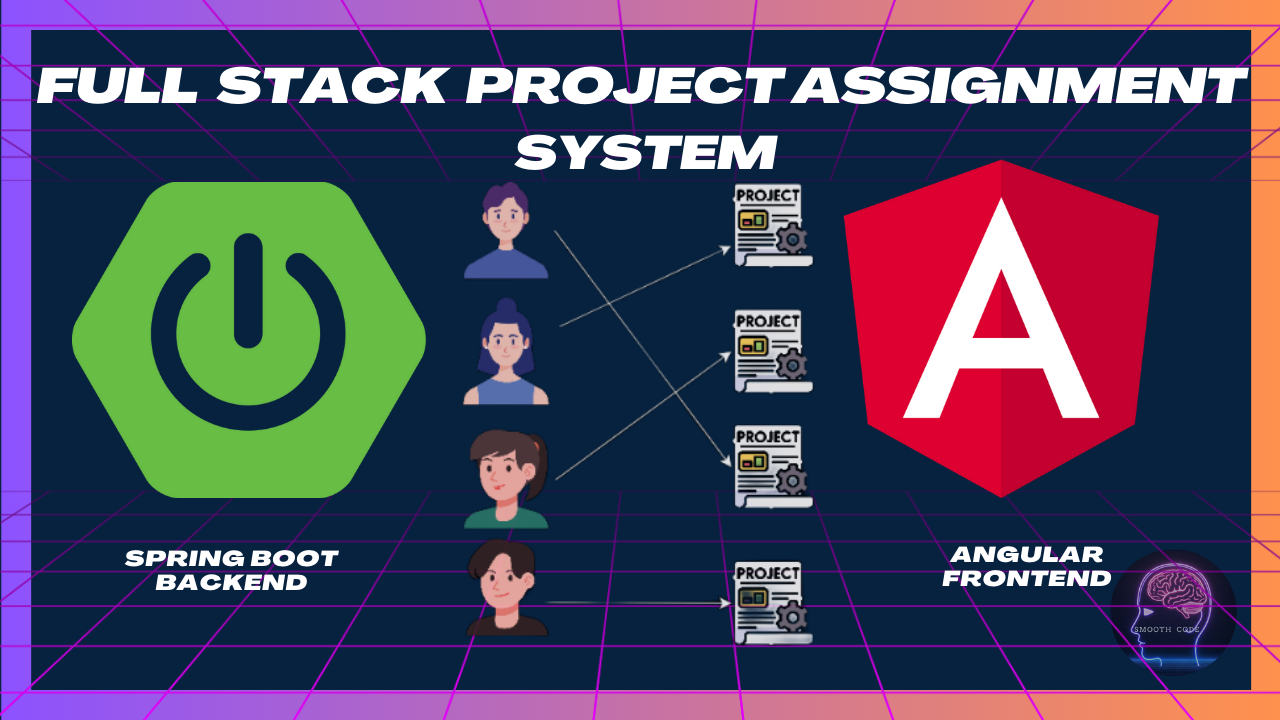 FULL STACK PROJECT ASSIGNMENT
SYSTEM
PROJECT
PROJECT
PROJECT
PROJECT
SPRING BOOT
BACKEND
ANGULAR
FRONTEND
SMOOTH CODE